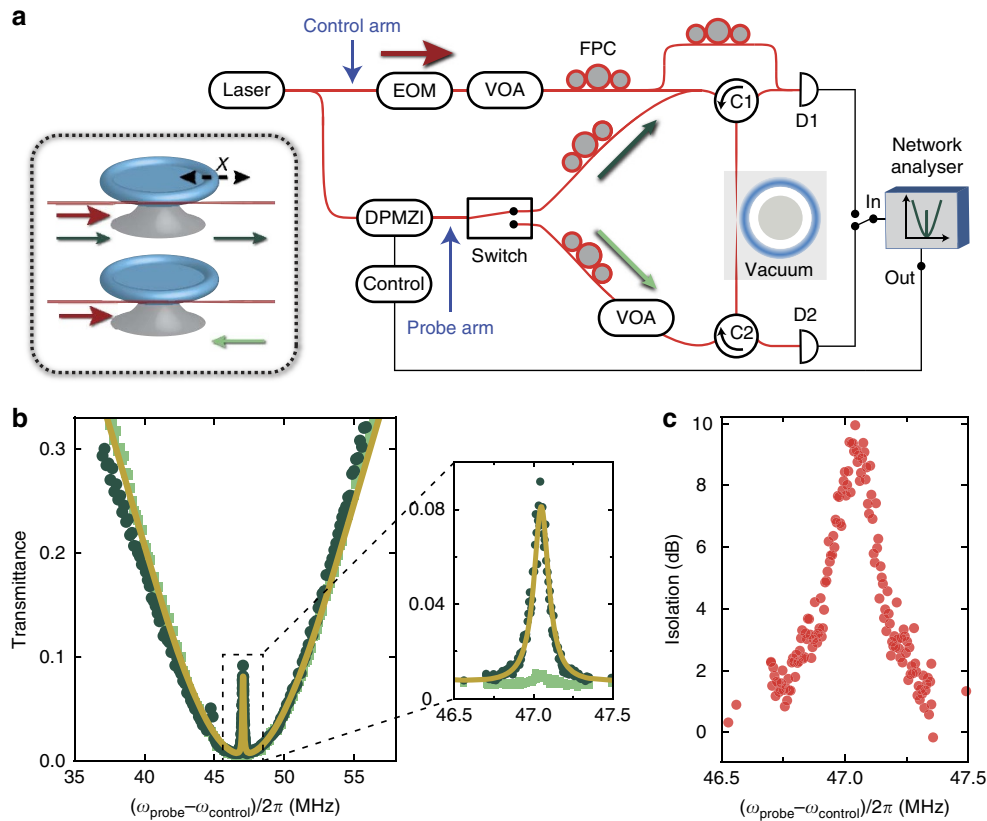 a
Control arm
FPC
Laser
EOM
VOA
C1
D1
Network
analyser
X
DPMZI
Switch
In
Vacuum
Out
Control
Probe arm
VOA
C2
D2
b
Transmittance
0.3
0.2
0.1
0.0
35 40 45 50 55
(ωprobe–ωcontrol)/2π (MHz)
0.08
0.04
0
46.5 47.0 47.5
c
Isolation (dB)
10
8
6
4
2
0
46.5 47.0 47.5
(ωprobe–ωcontrol)/2π (MHz)